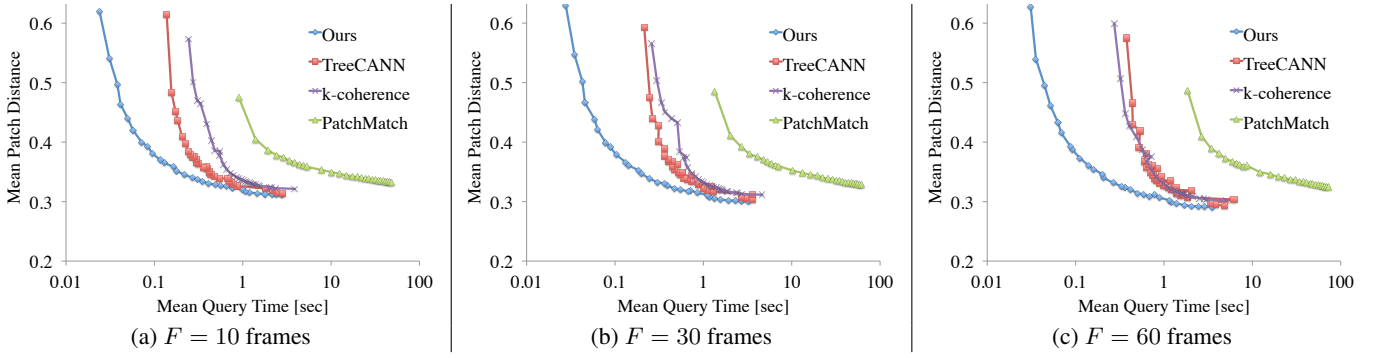 0.6
0.5
0.4
0.3
0.2
Mean Patch Distance
Ours
TreeCANN
k-coherence
PatchMatch
0.01
0.1
1
10
100
Mean Query Time [sec]
(a) F = 10 frames
0.6
0.5
0.4
0.3
0.2
Mean Patch Distance
Ours
TreeCANN
k-coherence
PatchMatch
0.01
0.1
1
10
100
Mean Query Time [sec]
(b) F = 30 frames
0.6
0.5
0.4
0.3
0.2
Mean Patch Distance
Ours
TreeCANN
k-coherence
PatchMatch
0.01
0.1
1
10
100
Mean Query Time [sec]
(c) F = 60 frames